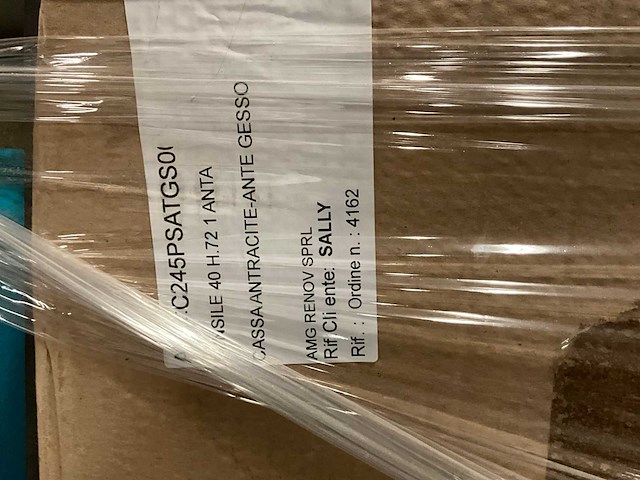 C245PSATGS0
40 H.72 1 ANTA
CASSA ANTRACITE-ANTE GESSO
AMG RENOV SPRL
Rif Cli ente: SALLY
Rif. : Ordine n. : 4162